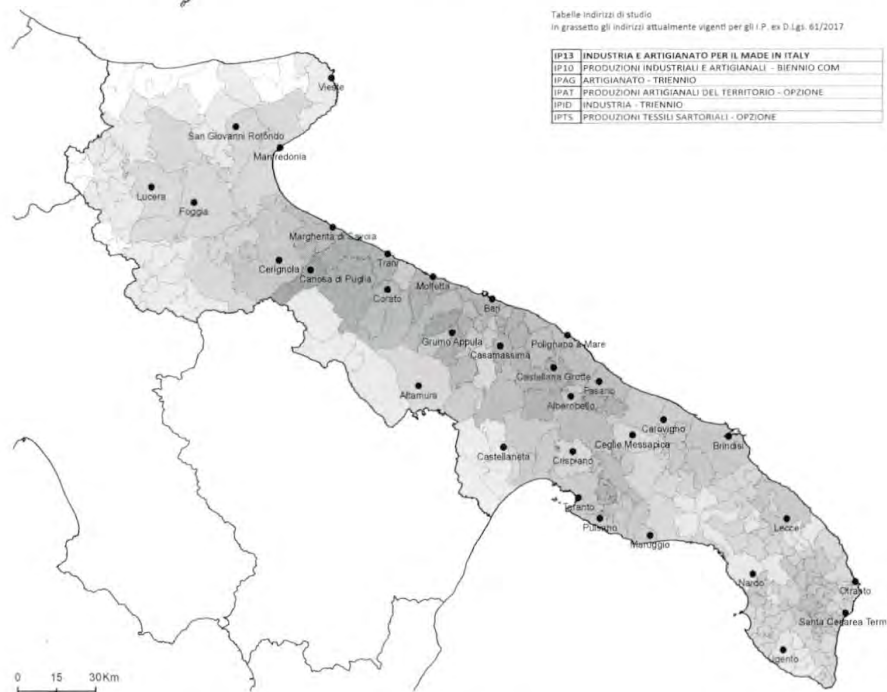 Tabelle Indirizzi di studio
In grassetto gli indirizzi attualmente vigenti per gli I.P. ex D.Lgs. 61/2017
IP13 INDUSTRIA E ARTIGIANATO PER IL MADE IN ITALY
IP10 PRODUZIONI INDUSTRIALI E ARTIGIANALI - BIENNIO COM
IPAG ARTIGIANATO - TRIENNIO
IPAT PRODUZIONI ARTIGIANALI DEL TERRITORIO - OPZIONE
IPID INDUSTRIA - TRIENNIO
IPTS PRODUZIONI TESSILI SARTORIALI - OPZIONE
Vieste
San Giovanni Rotondo
Manfredonia
Lucera
Foggia
Margherita di Savoia
Trani
Cerignola
Canosa di Puglia
Molfetta
Corato
Bari
Grumo Appula
Polignano a Mare
Casamassima
Castellana Grotte
Fasano
Altamura
Alberobello
Carovigno
Ceglie Messapica
Brindisi
Castellaneta
Crispiano
Taranto
Pulsano
Lecce
Maruggio
Nardò
Otranto
Santa Cesarea Term
Ugento
0 15 30 Km